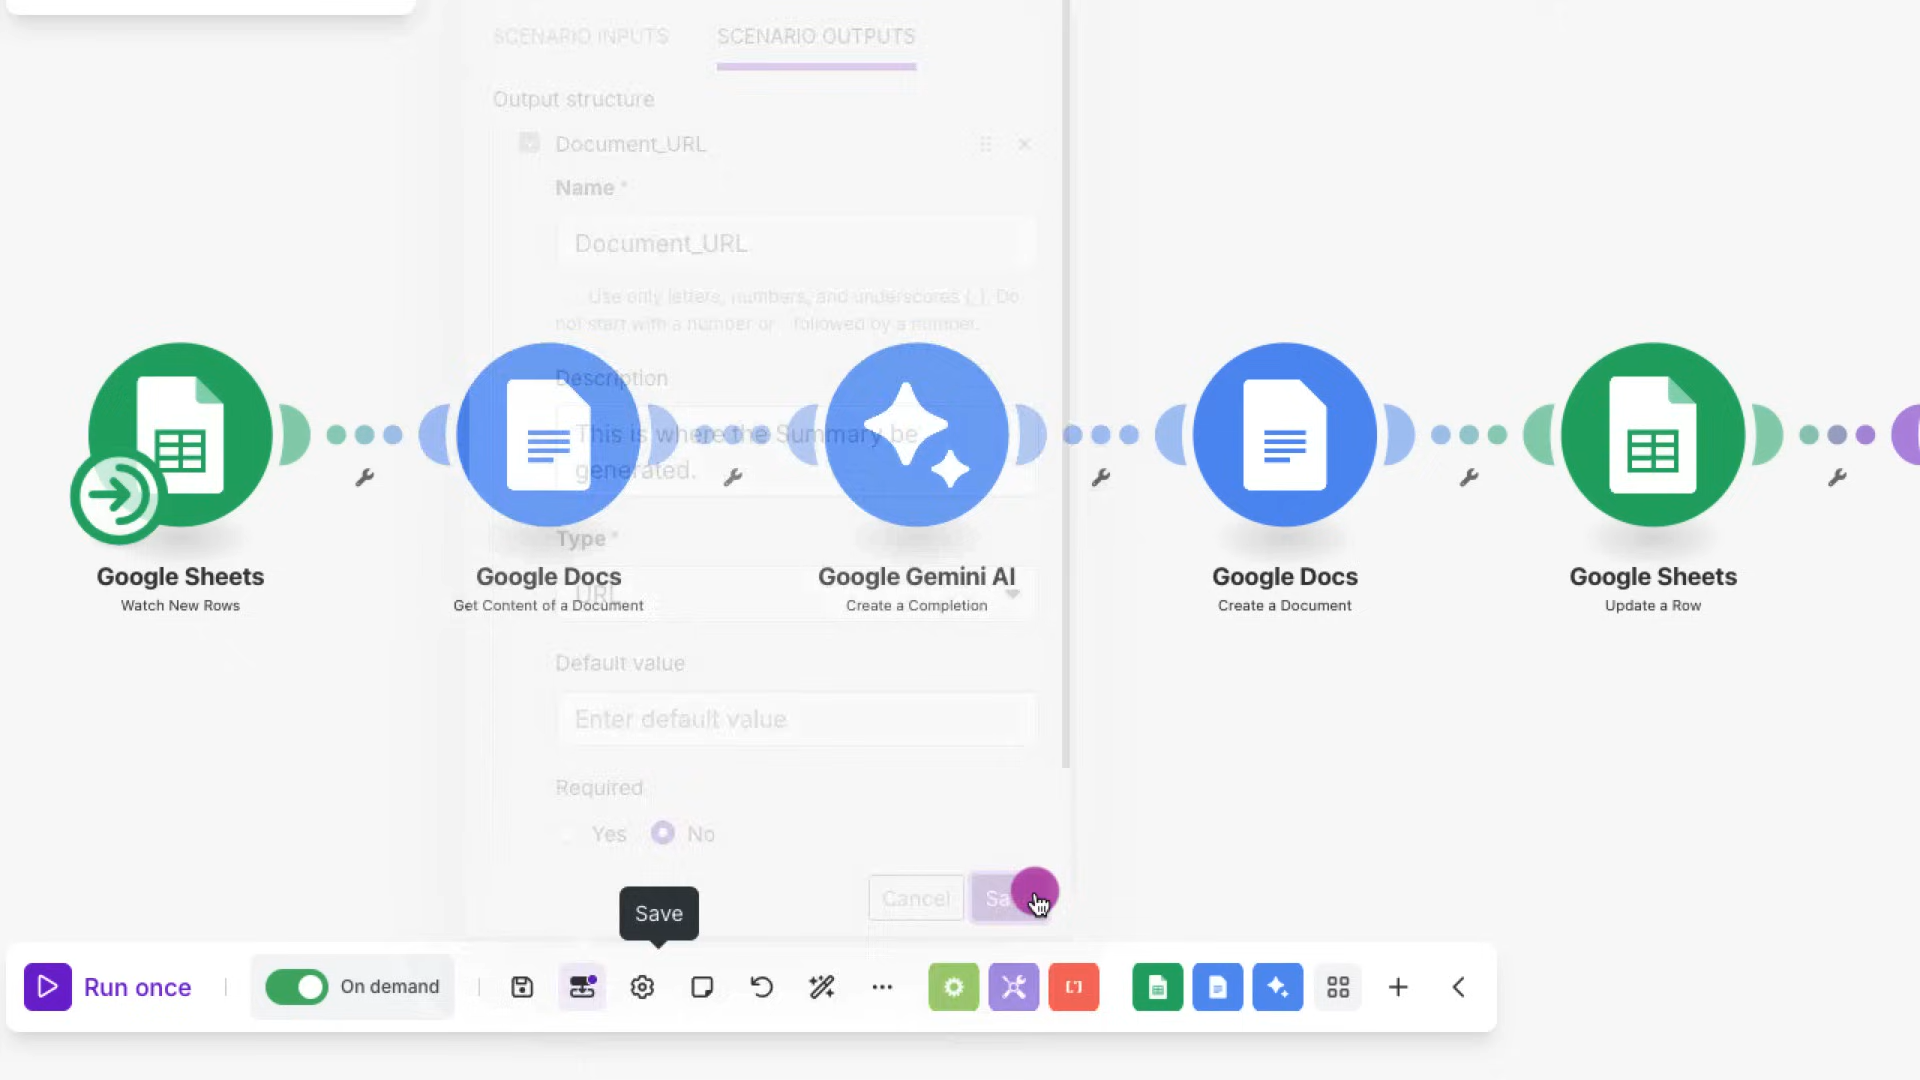 SCENARIO INPUTS SCENARIO OUTPUTS
Output structure
Document_URL
Name *
Document_URL
Use only letters, numbers, and underscores (_). Do
not start with a number or _ followed by a number.
Description
This is where the Summary be
generated.
Type *
URL
Google Sheets
Watch New Rows
Google Docs
Get Content of a Document
Google Gemini AI
Create a Completion
Google Docs
Create a Document
Google Sheets
Update a Row
Default value
Enter default value
Required
Yes No
Cancel Sa
Save
Run once
On demand